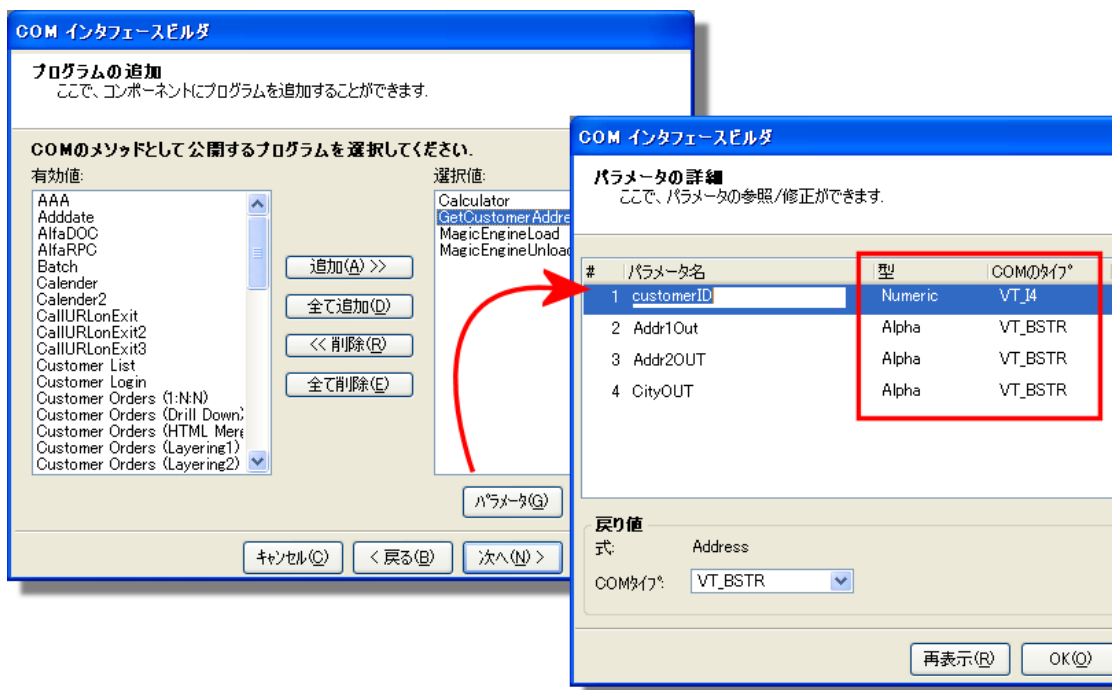 COM インタフェースビルダ
プログラムの追加
ここで、コンポーネントにプログラムを追加することができます.
COMのメソッドとして公開するプログラムを選択してください.
有効値:
AAA
Adddate
AlfaDOC
AlfaRPC
Batch
Calender
Calender2
CallURLonExit
CallURLonExit2
CallURLonExit3
Customer List
Customer Login
Customer Orders (1:N:N)
Customer Orders (Drill Down)
Customer Orders (HTML Mer
Customer Orders (Layering1)
Customer Orders (Layering2)
追加(A) >>
全て追加(D)
<< 削除(R)
全て削除(E)
選択値:
Calculator
GetCustomerAddre
MagicEngineLoad
MagicEngineUnload
パラメータ(G)
キャンセル(C)
< 戻る(B)
次へ(N) >
COM インタフェースビルダ
パラメータの詳細
ここで、パラメータの参照/修正ができます.
# パラメータ名 型 COMのタイプ
1 customerID Numeric VT_I4
2 Addr1Out Alpha VT_BSTR
3 Addr2OUT Alpha VT_BSTR
4 CityOUT Alpha VT_BSTR
戻り値
式: Address
COMタイプ: VT_BSTR
再表示(R)
OK(O)